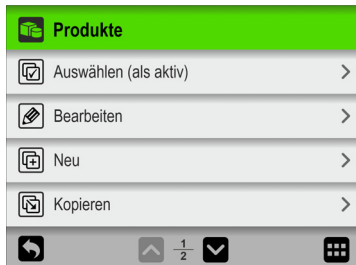 Produkte
Auswählen (als aktiv)
Bearbeiten
Neu
Kopieren
1
2